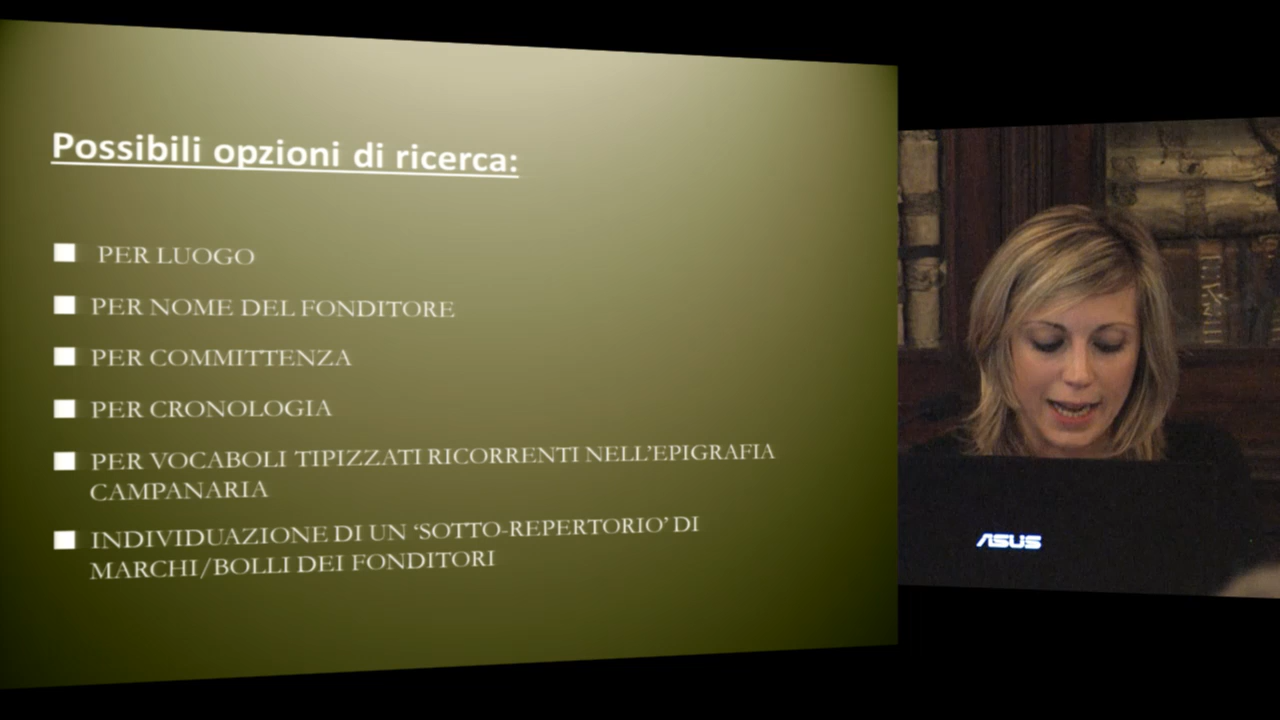 Possibili opzioni di ricerca:
PER LUOGO
PER NOME DEL FONDITORE
PER COMMITTENZA
PER CRONOLOGIA
PER VOCABOLI TIPIZZATI RICORRENTI NELL'EPIGRAFIA
CAMPANARIA
INDIVIDUAZIONE DI UN ‘SOTTO-REPERTORIO’ DI
MARCHI/BOLLI DEI FONDITORI
ASUS